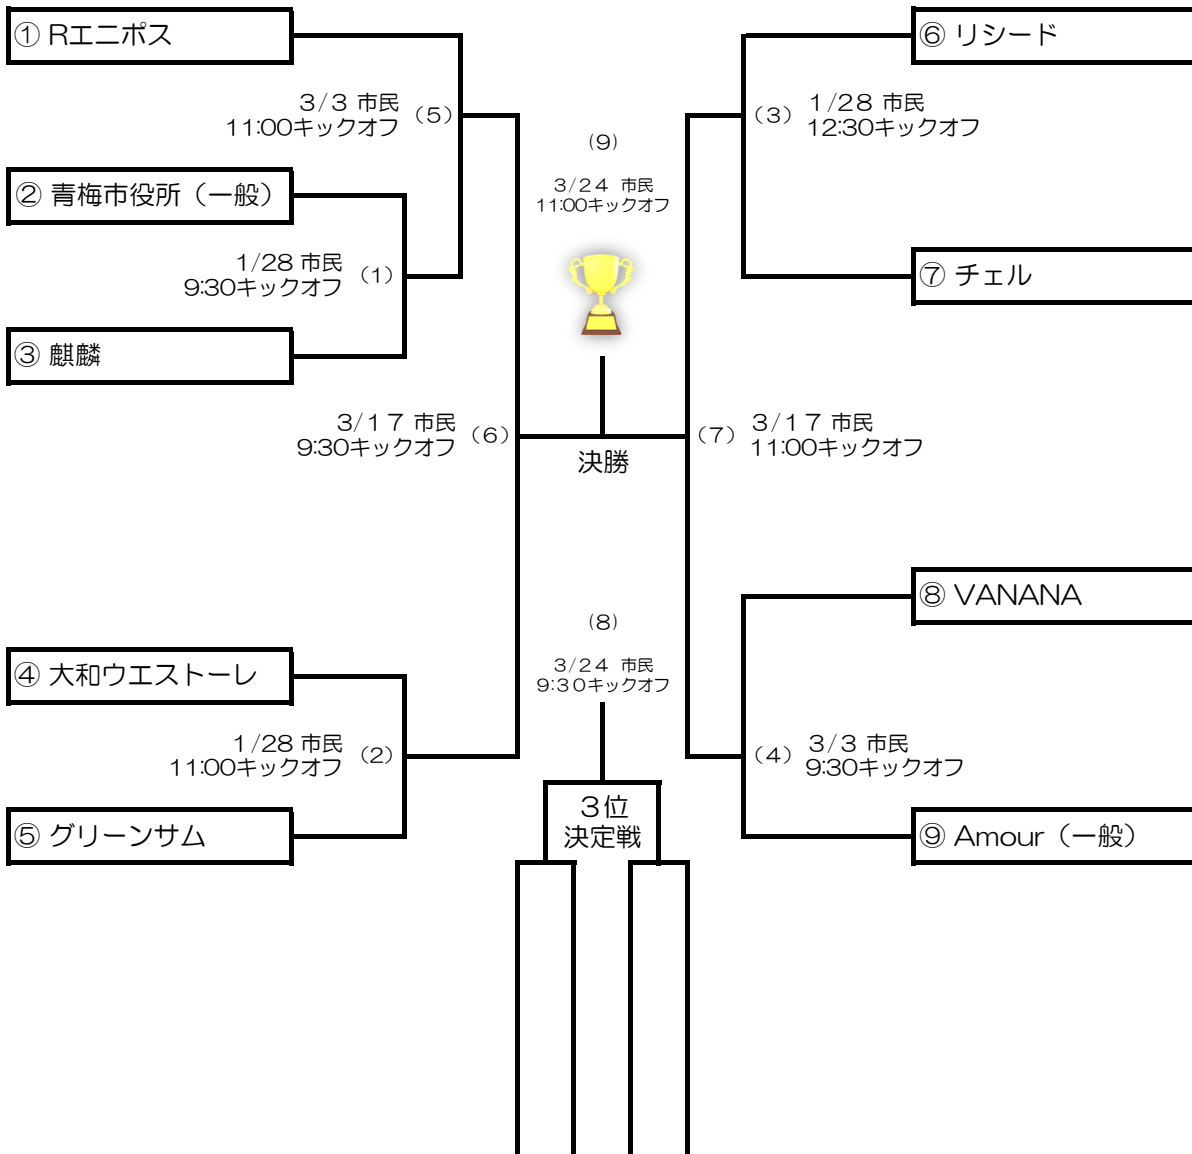 ① Rエニポス
3/3 市民
11:00キックオフ
(5)
② 青梅市役所（一般）
1/28 市民
9:30キックオフ
(1)
③ 麒麟
3/17 市民
9:30キックオフ
(6)
④ 大和ウエストーレ
1/28 市民
11:00キックオフ
(2)
⑤ グリーンサム
(9)
3/24 市民
11:00キックオフ
決勝
(8)
3/24 市民
9:30キックオフ
3位
決定戦
⑥ リシード
(3)
1/28 市民
12:30キックオフ
⑦ チェル
(7)
3/17 市民
11:00キックオフ
⑧ VANANA
(4)
3/3 市民
9:30キックオフ
⑨ Amour（一般）